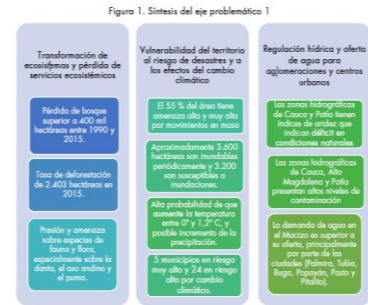 Figura 1. Síntesis del eje problemático 1
Transformación de
ecosistemas y pérdida de
servicios ecosistémicos
Pérdida de bosque
superior a 400 mil
hectáreas entre 1990 y
2015.
Tasa de deforestación
de 2.403 hectáreas en
2015.
Presión y amenaza
sobre especies de
fauna y flora,
especialmente sobre la
danta, el oso andino y
el puma.
Vulnerabilidad del territorio
al riesgo de desastres y a
los efectos del cambio
climático
El 55 % del área tiene
amenaza alta y muy alta
por movimientos en masa
Aproximadamente 3.600
hectáreas son inundables
periódicamente y 3.200
son susceptibles a
inundaciones.
Alta probabilidad de que
aumente la temperatura
entre 0º y 1,2º C, y
posible incremento de la
precipitación.
5 municipios en riesgo
muy alto y 24 en riesgo
alto por cambio
climático.
Regulación hídrica y oferta
de agua para
aglomeraciones y centros
urbanos
Las zonas hidrográficas
de Cauca y Patía tienen
índices de aridez que
indican déficit en
condiciones naturales
Las zonas hidrográficas
de Cauca, Alto
Magdalena y Patía
presentan altos niveles de
contaminación
La demanda de agua en
el Macizo es superior a
su oferta, principalmente
por parte de las
ciudades (Palmira, Tuluá,
Buga, Popayán, Pasto y
Pitalito).